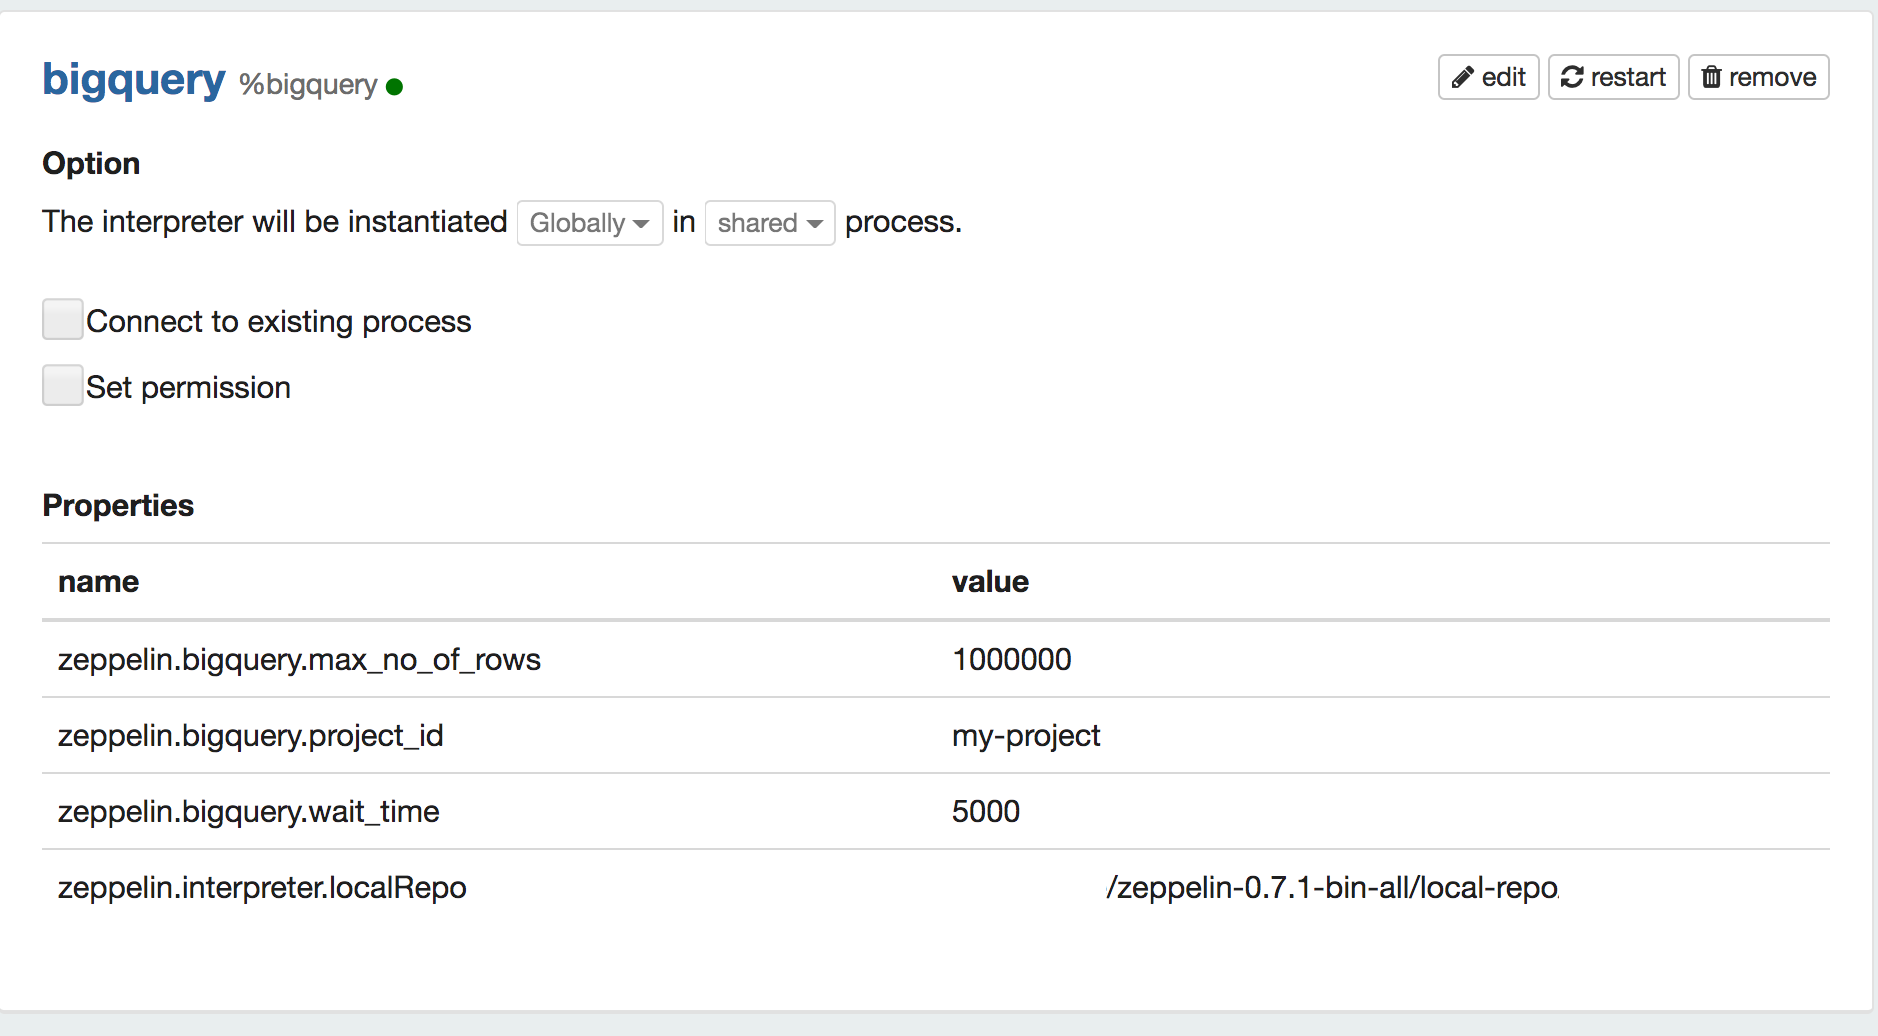 bigquery %bigquery
edit restart remove
Option
The interpreter will be instantiated Globally in shared process.
Connect to existing process
Set permission
Properties
name value
zeppelin.bigquery.max_no_of_rows 1000000
zeppelin.bigquery.project_id my-project
zeppelin.bigquery.wait_time 5000
zeppelin.interpreter.localRepo /zeppelin-0.7.1-bin-all/local-repo